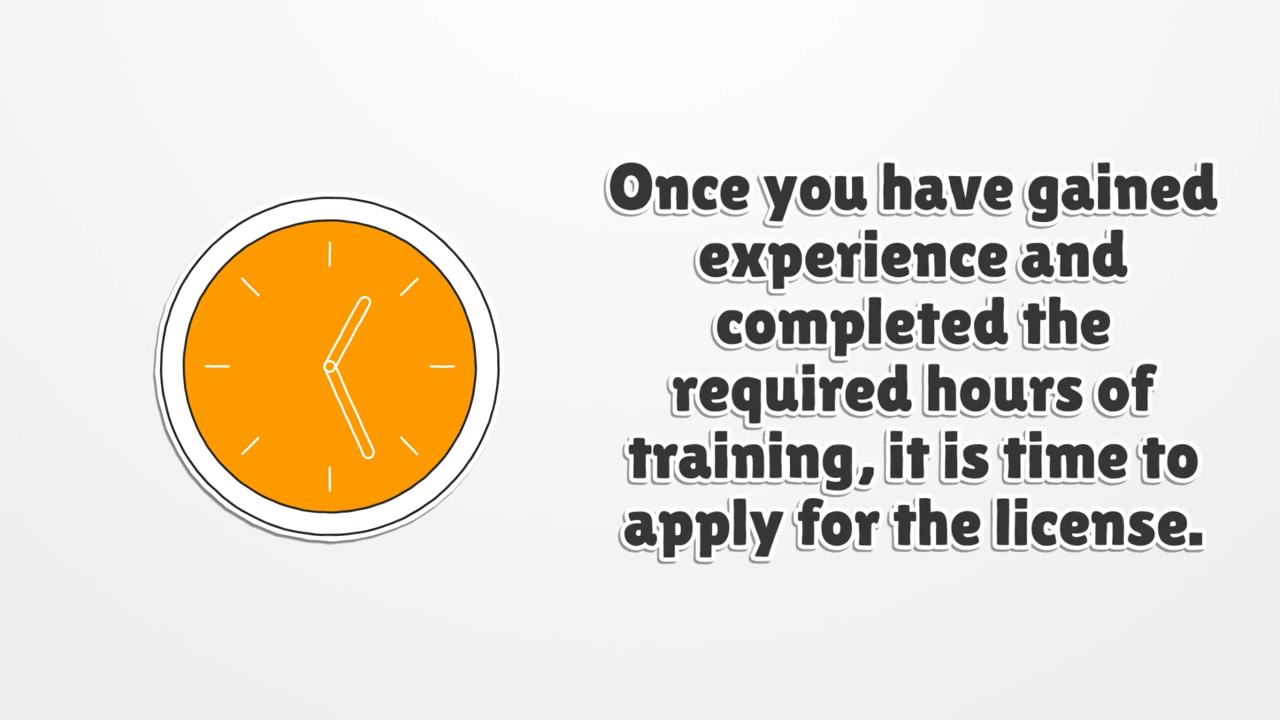 Once you have gained
experience and
completed the
required hours of
training, it is time to
apply for the license.